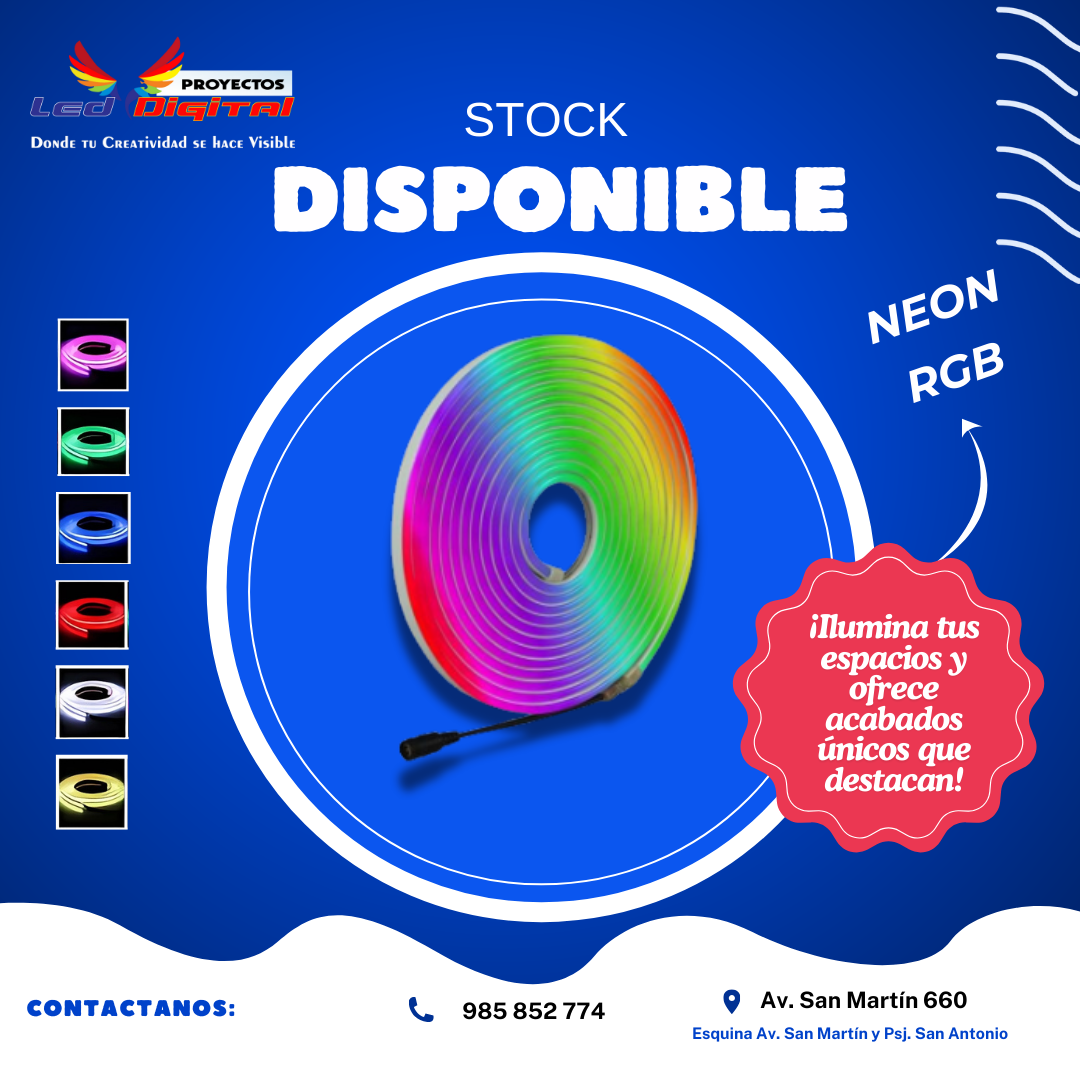 PROYECTOS
Led Digital
Donde tu Creatividad se hace Visible
STOCK
DISPONIBLE
NEON
RGB
¡Ilumina tus
espacios y
ofrece
acabados
únicos que
destacan!
CONTACTANOS:
985 852 774
Av. San Martín 660
Esquina Av. San Martín y Psj. San Antonio